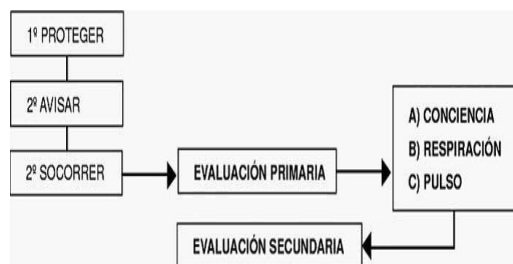 1º PROTEGER
2º AVISAR
2º SOCORRER
EVALUACIÓN PRIMARIA
A) CONCIENCIA
B) RESPIRACIÓN
C) PULSO
EVALUACIÓN SECUNDARIA